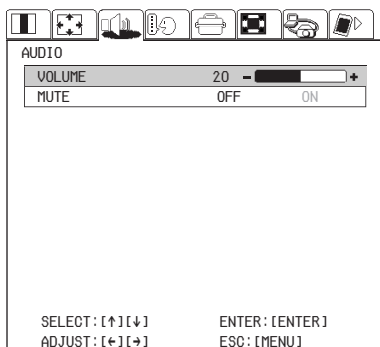 AUDIO
VOLUME 20 - +
MUTE OFF ON
SELECT:[↑][↓] ENTER:[ENTER]
ADJUST:[←][→] ESC:[MENU]